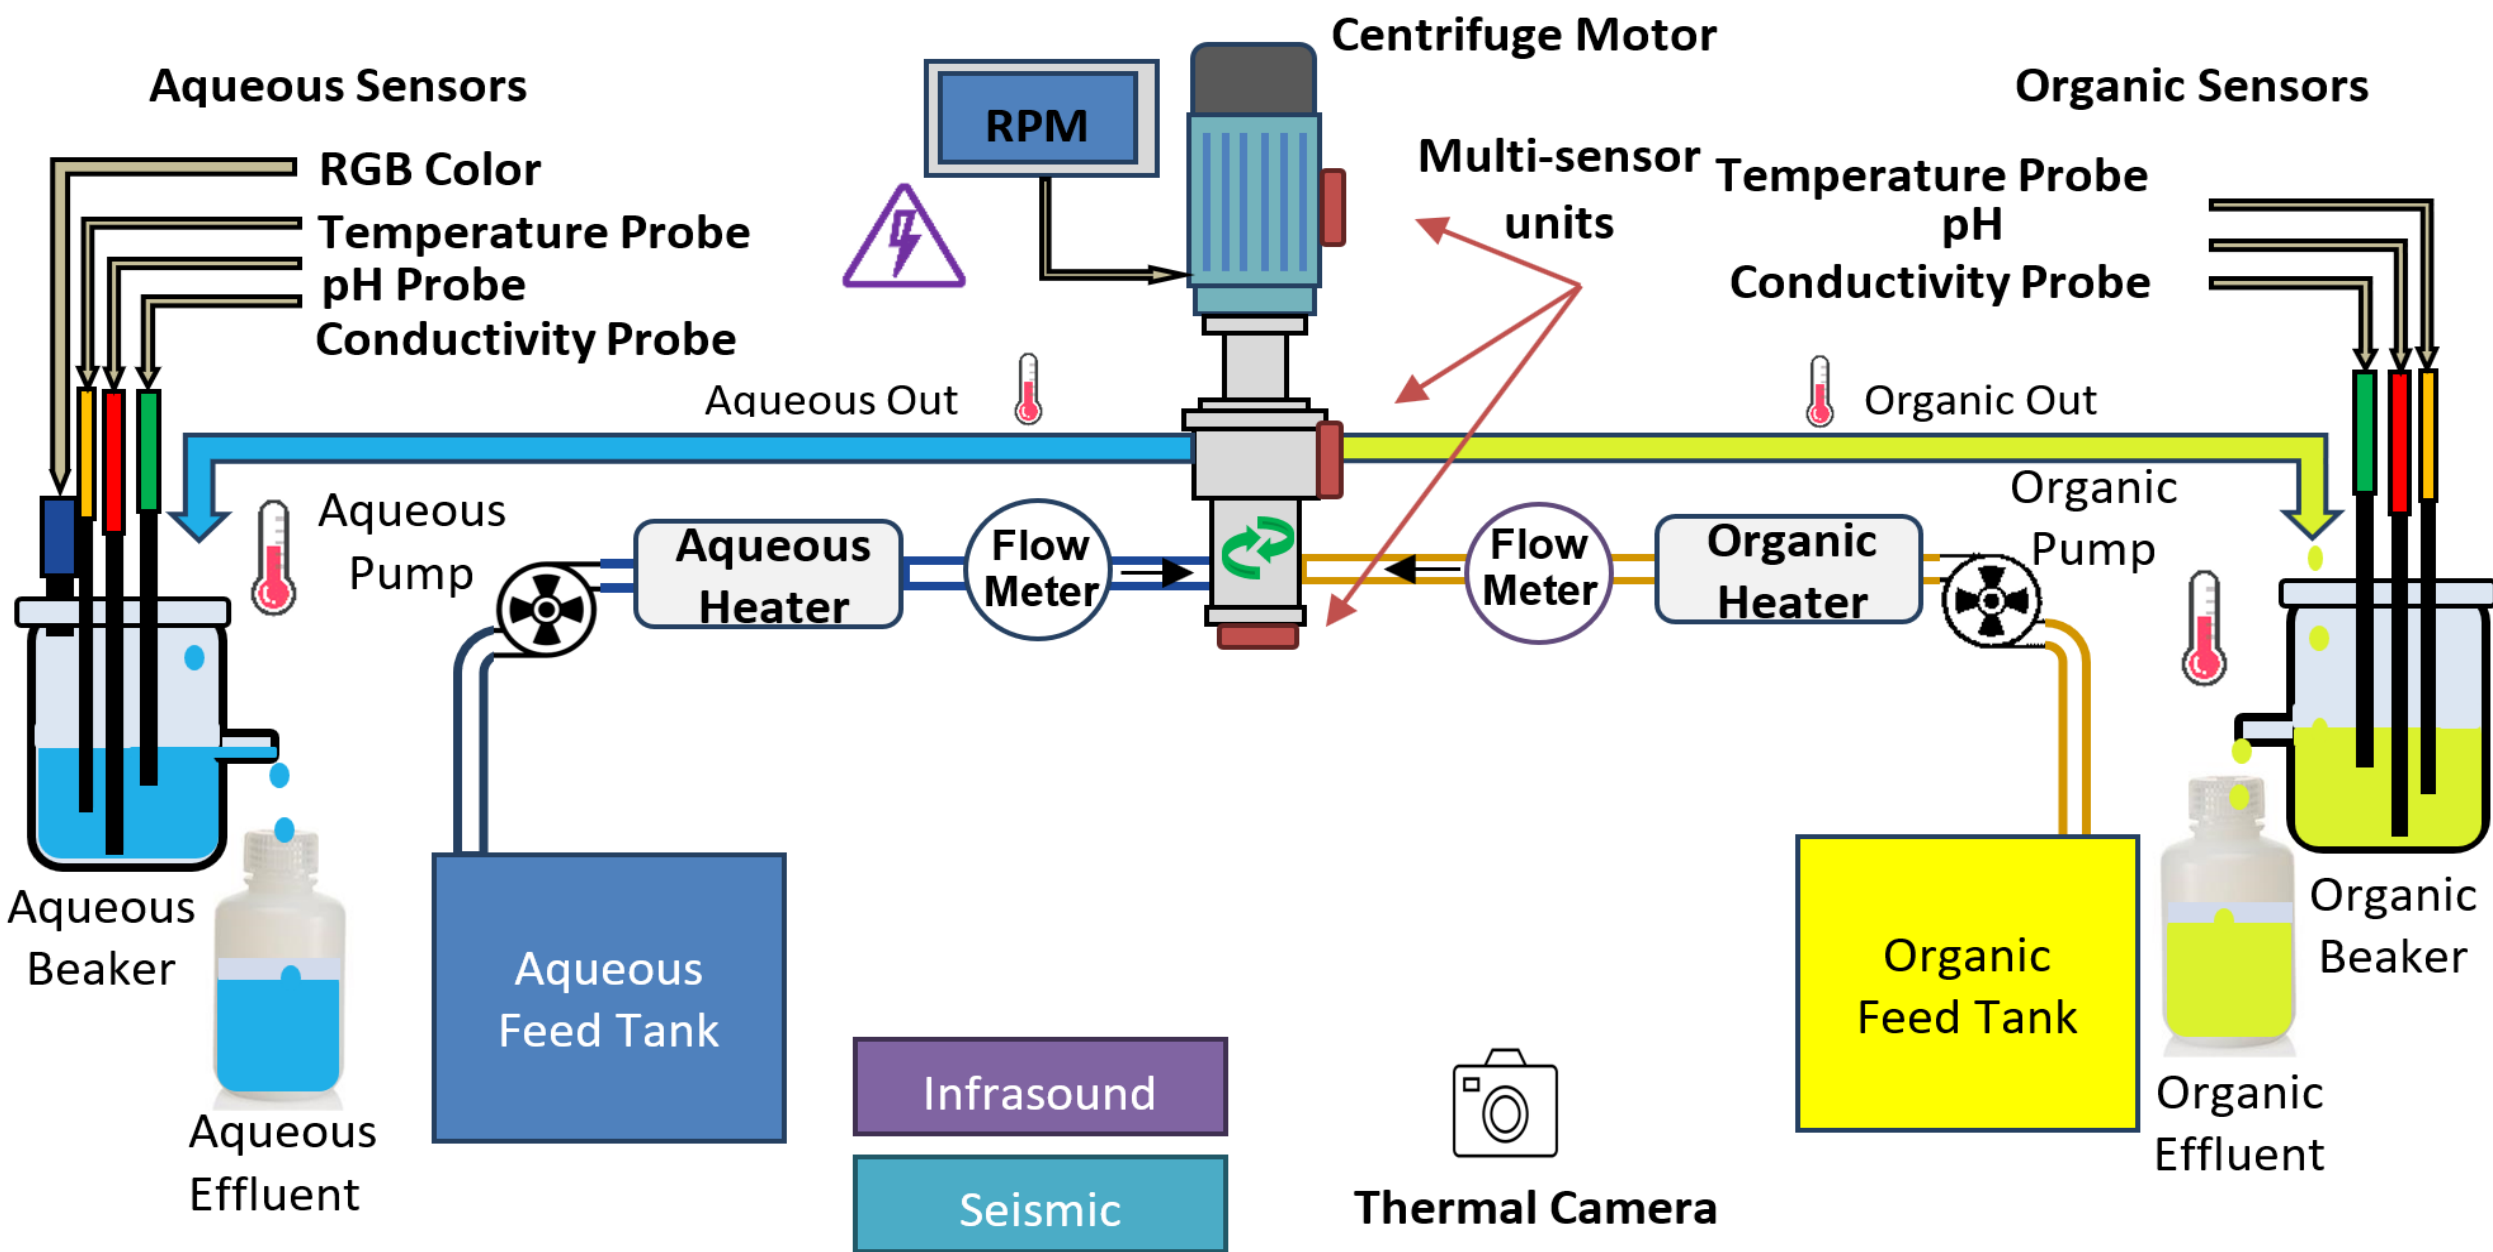 Centrifuge Motor
Aqueous Sensors
Organic Sensors
RPM
RGB Color
Temperature Probe
pH Probe
Conductivity Probe
Multi-sensor
units
Temperature Probe
pH
Conductivity Probe
Aqueous Out
Organic Out
Aqueous
Pump
Aqueous
Heater
Flow
Meter
Flow
Meter
Organic
Heater
Organic
Pump
Aqueous
Beaker
Aqueous
Effluent
Aqueous
Feed Tank
Infrasound
Seismic
Thermal Camera
Organic
Feed Tank
Organic
Beaker
Organic
Effluent